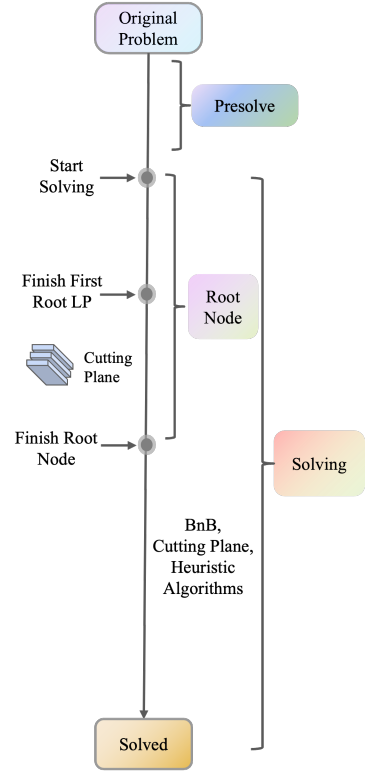 Original
Problem
Presolve
Start
Solving
Finish First
Root LP
Root
Node
Cutting
Plane
Finish Root
Node
Solving
BnB,
Cutting Plane,
Heuristic
Algorithms
Solved